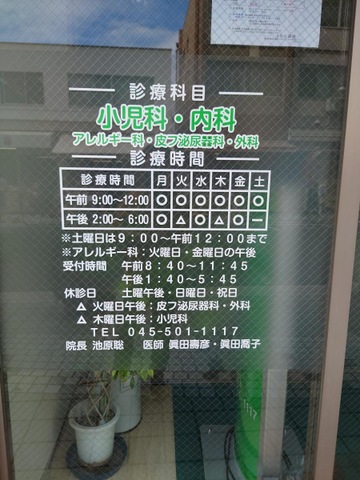 診療科目
小児科・内科
アレルギー科・皮フ泌尿器科・外科
診療時間
診療時間 月 火 水 木 金 土
午前 9:00～12:00 ○ ○ ○ ○ ○ ○
午後 2:00～ 6:00 ○ △ ○ △ ○ ー
※土曜日は9：00～午前12：00まで
※アレルギー科：火曜日・金曜日の午後
受付時間 午前8：40～11：45
午後1：40～5：45
休診日 土曜午後・日曜日・祝日
△ 火曜日午後：皮フ泌尿器科・外科
△ 木曜日午後：小児科
TEL 045-501-1117
院長 池原聡 医師 眞田壽彦・眞田喬子
1117